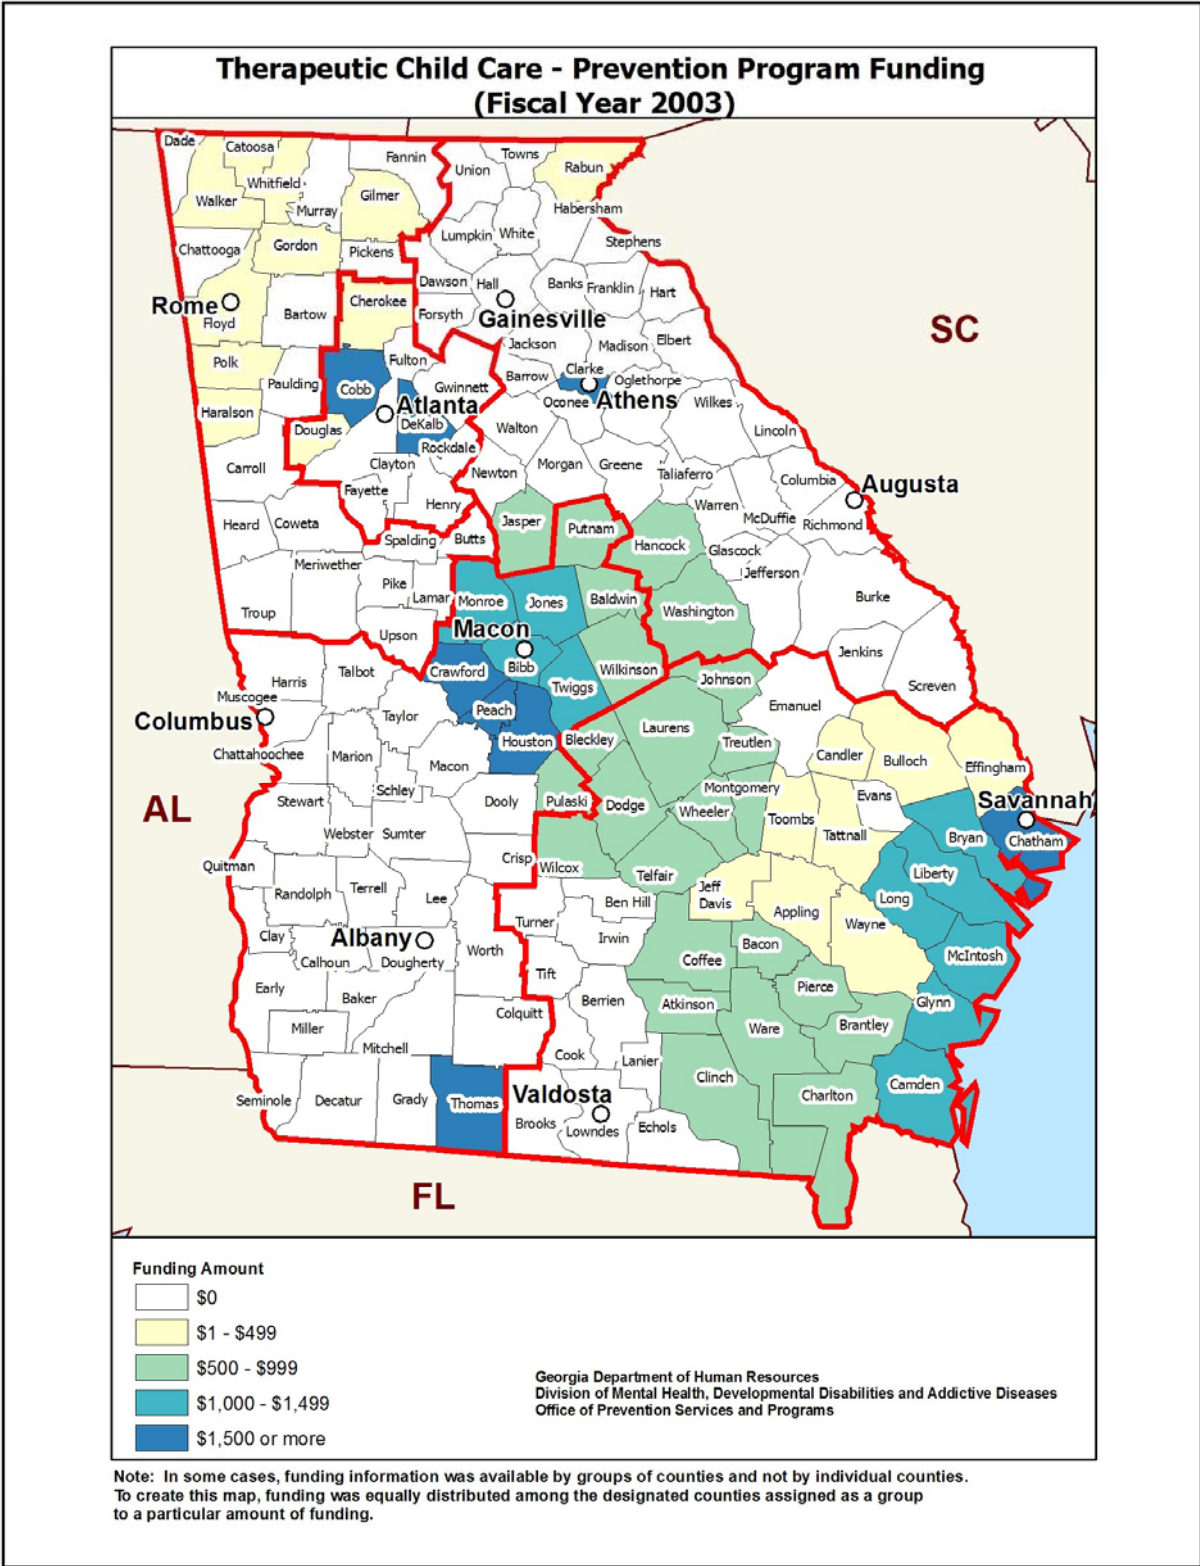 Therapeutic Child Care - Prevention Program Funding
(Fiscal Year 2003)
Dade
Catoosa
Fannin
Union
Towns
Rabun
Whitfield
Walker
Murray
Gilmer
Habersham
Lumpkin
White
Stephens
Chattooga
Gordon
Pickens
Dawson
Hall
Banks
Franklin
Hart
Rome
Floyd
Bartow
Cherokee
Forsyth
Gainesville
SC
Jackson
Madison
Elbert
Polk
Fulton
Paulding
Cobb
Gwinnett
Barrow
Clarke
Oglethorpe
Haralson
Atlanta
Oconee
Athens
Wilkes
Douglas
DeKalb
Walton
Lincoln
Rockdale
Carroll
Clayton
Newton
Morgan
Greene
Taliaferro
Columbia
Augusta
Fayette
Henry
Warren
McDuffie
Richmond
Heard
Coweta
Spalding
Butts
Jasper
Putnam
Hancock
Glascock
Jefferson
Meriwether
Pike
Lamar
Monroe
Jones
Baldwin
Washington
Burke
Troup
Upson
Macon
Bibb
Wilkinson
Jenkins
Screven
Harris
Talbot
Crawford
Twiggs
Johnson
Muscogee
Columbus
Taylor
Peach
Emanuel
Chattahoochee
Marion
Macon
Houston
Bleckley
Laurens
Treutlen
Candler
Bulloch
Effingham
AL
Stewart
Schley
Dooly
Pulaski
Dodge
Montgomery
Wheeler
Toombs
Evans
Savannah
Webster
Sumter
Tattnall
Bryan
Chatham
Quitman
Crisp
Wilcox
Telfair
Liberty
Randolph
Terrell
Lee
Ben Hill
Jeff
Davis
Appling
Long
Wayne
Clay
Albany
Calhoun
Dougherty
Worth
Turner
Irwin
Coffee
Bacon
McIntosh
Early
Baker
Tift
Berrien
Atkinson
Pierce
Glynn
Miller
Colquitt
Ware
Brantley
Mitchell
Cook
Lanier
Clinch
Charlton
Camden
Seminole
Decatur
Grady
Thomas
Valdosta
Brooks
Lowndes
Echols
FL
Funding Amount
$0
$1 - $499
$500 - $999
$1,000 - $1,499
$1,500 or more
Georgia Department of Human Resources
Division of Mental Health, Developmental Disabilities and Addictive Diseases
Office of Prevention Services and Programs
Note: In some cases, funding information was available by groups of counties and not by individual counties.
To create this map, funding was equally distributed among the designated counties assigned as a group
to a particular amount of funding.